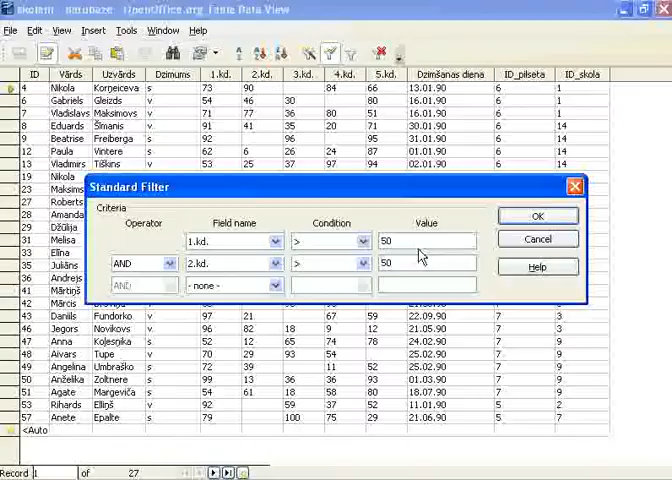 skoleni - databaze - OpenOffice.org Table Data View
File Edit View Insert Tools Window Help
ID Vārds Uzvārds Dzimums 1.kd. 2.kd. 3.kd. 4.kd. 5.kd. Dzimšanas diena ID_pilseta ID_skola
4 Nikola Korņeiceva s 73 90 84 66 13.01.90 6 1
6 Gabriels Gleizds v 54 46 30 80 16.01.90 6 1
7 Vladislavs Maksimovs v 71 77 36 80 51 16.01.90 6 1
8 Eduards Šīmanis v 91 41 35 20 71 30.01.90 6 14
9 Beatrise Freiberga s 92 96 95 31.01.90 6 14
12 Paula Vintere s 62 6 26 24 87 02.01.90 6 14
13 Vladimirs Tiškins v 53 25 37 97 94 02.01.90 6 14
19 Nikola
23 Maksims
27 Roberts
28 Amanda
29 Džūlija
31 Melisa
33 Elīna
35 Juliāns
36 Andrejs
41 Mārtiņš
42 Mārcis
43 Daniils Fundorko v 97 21 67 52 22.09.90 7 3
46 Jegors Novikovs v 96 82 18 9 12 21.05.90 7 3
47 Anna Koļesņika s 52 12 65 74 78 24.02.90 7 9
48 Aivars Tupe v 70 30 93 54 25.02.90 7 9
49 Angelina Umbraško s 72 39 11 52 25.02.90 7 9
50 Anželika Zoltnere s 99 13 36 36 93 01.03.90 7 9
51 Agate Margeviča s 54 61 18 58 80 18.07.90 7 9
53 Rihards Elliņš v 92 59 37 52 11.01.90 5 2
57 Anete Epalte s 79 100 75 29 21.06.90 5 7
<Auto
Standard Filter
Criteria
Operator Field name Condition Value
1.kd. > 50
AND 2.kd. > 50
AND - none -
OK
Cancel
Help
Record 1 of 27